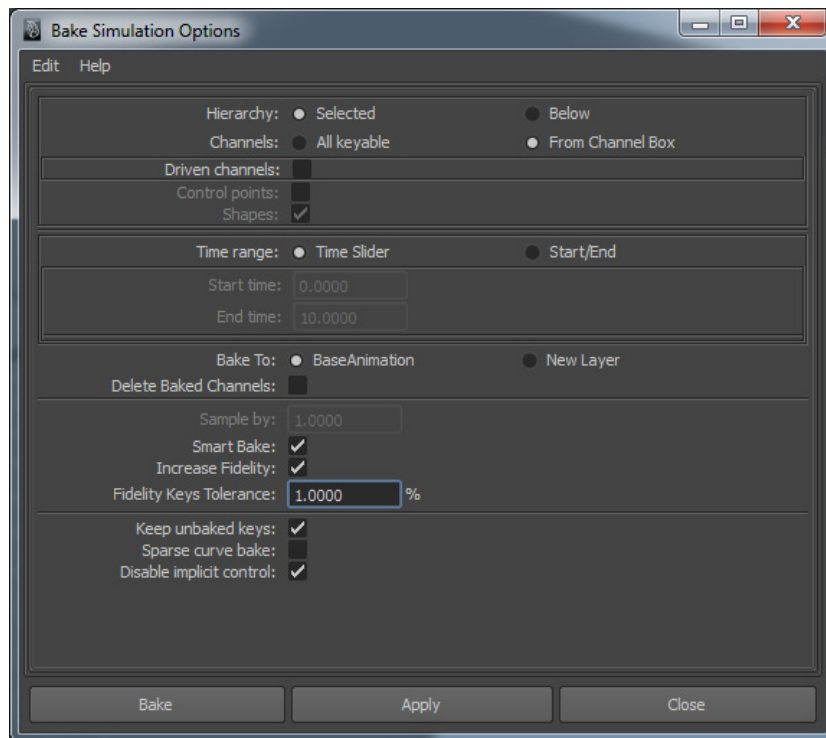 Bake Simulation Options
Edit Help
Hierarchy: Selected Below
Channels: All keyable From Channel Box
Driven channels:
Control points:
Shapes:
Time range: Time Slider Start/End
Start time: 0.0000
End time: 10.0000
Bake To: BaseAnimation New Layer
Delete Baked Channels:
Sample by: 1.0000
Smart Bake:
Increase Fidelity:
Fidelity Keys Tolerance: 1.0000 %
Keep unbaked keys:
Sparse curve bake:
Disable implicit control:
Bake Apply Close